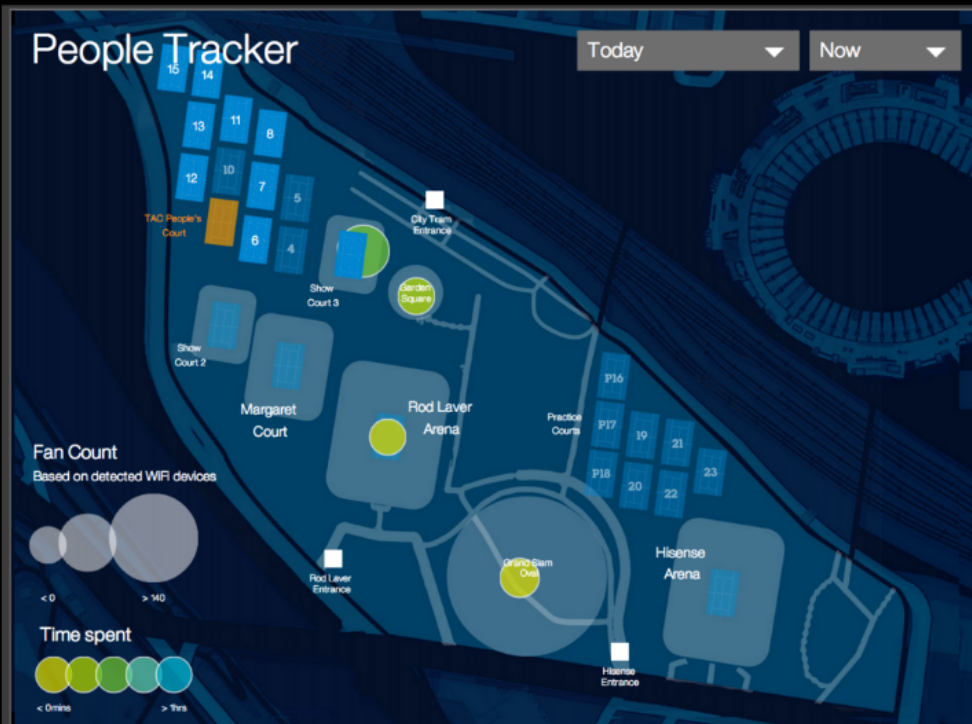 People Tracker
Today
Now
15
14
13
11
8
12
10
7
5
TAC People's
Court
6
4
City Tram
Entrance
Show
Court 3
Garden
Square
Show
Court 2
Margaret
Court
Rod Laver
Arena
Practice
Courts
P16
P17
19
21
P18
20
22
23
Fan Count
Based on detected WiFi devices
< 0
> 140
Grand Slam
Oval
Hisense
Arena
Rod Laver
Entrance
Hisense
Entrance
Time spent
< 0mins
> 1hrs